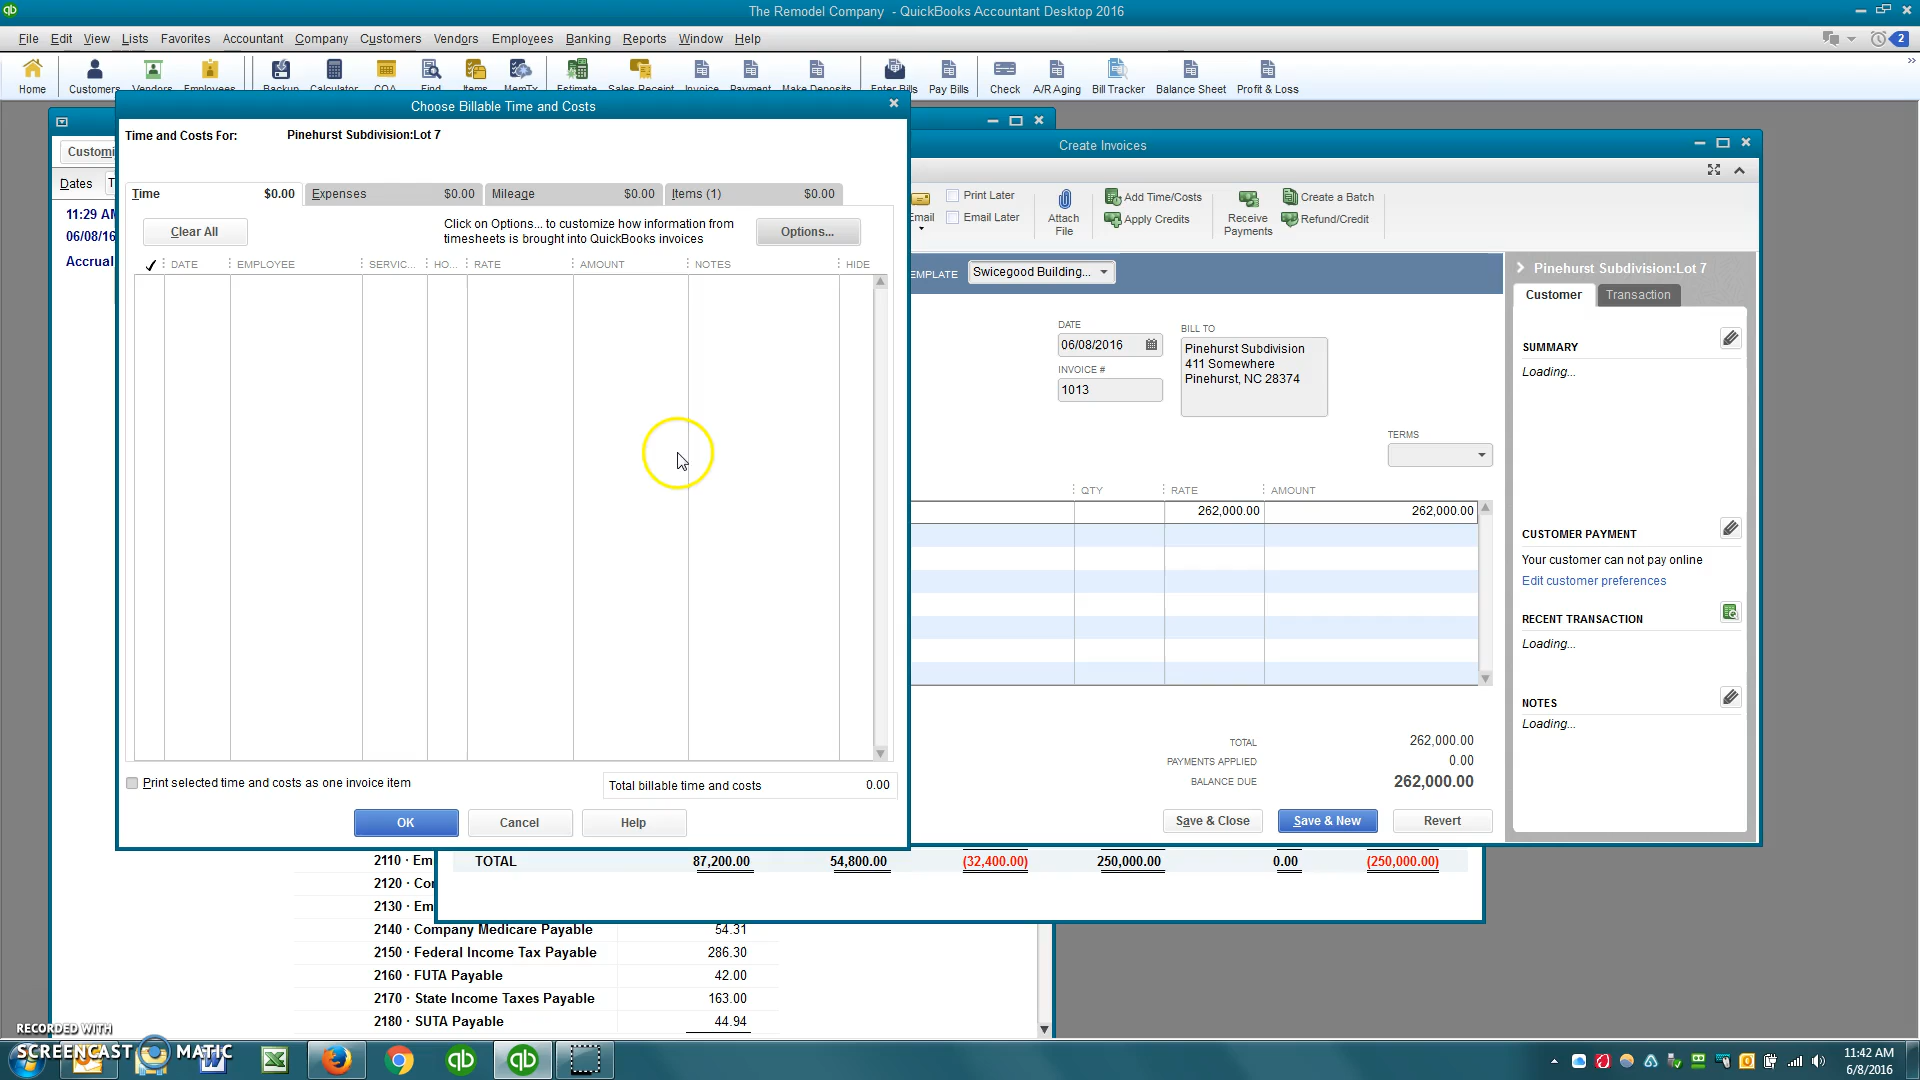 The Remodel Company - QuickBooks Accountant Desktop 2016
File Edit View Lists Favorites Accountant Company Customers Vendors Employees Banking Reports Window Help
2
Home Customers Vendors Employees Backup Calculator COA Find Items MemTx Estimate Sales Receipt Invoice Payment Make Deposits Enter Bills Pay Bills Check A/R Aging Bill Tracker Balance Sheet Profit & Loss
Choose Billable Time and Costs
Time and Costs For: Pinehurst Subdivision:Lot 7
Time $0.00 Expenses $0.00 Mileage $0.00 Items (1) $0.00
Clear All
Click on Options... to customize how information from
timesheets is brought into QuickBooks invoices
Options...
DATE EMPLOYEE SERVIC... HO... RATE AMOUNT NOTES HIDE
Print selected time and costs as one invoice item
Total billable time and costs 0.00
OK Cancel Help
Customi
Dates T
11:29 AM
06/08/16
Accrual
Create Invoices
Email
Print Later
Email Later
Attach
File
Add Time/Costs
Apply Credits
Receive
Payments
Create a Batch
Refund/Credit
EMPLATE Swicegood Building...
DATE
06/08/2016
INVOICE #
1013
BILL TO
Pinehurst Subdivision
411 Somewhere
Pinehurst, NC 28374
TERMS
QTY RATE AMOUNT
262,000.00 262,000.00
TOTAL 262,000.00
PAYMENTS APPLIED 0.00
BALANCE DUE 262,000.00
Save & Close Save & New Revert
Pinehurst Subdivision:Lot 7
Customer Transaction
SUMMARY
Loading...
CUSTOMER PAYMENT
Your customer can not pay online
Edit customer preferences
RECENT TRANSACTION
Loading...
NOTES
Loading...
TOTAL 87,200.00 54,800.00 (32,400.00) 250,000.00 0.00 (250,000.00)
2110 · Em
2120 · Co
2130 · Em
2140 · Company Medicare Payable 54.31
2150 · Federal Income Tax Payable 286.30
2160 · FUTA Payable 42.00
2170 · State Income Taxes Payable 163.00
2180 · SUTA Payable 44.94
RECORDED WITH
SCREENCAST MATIC
11:42 AM
6/8/2016